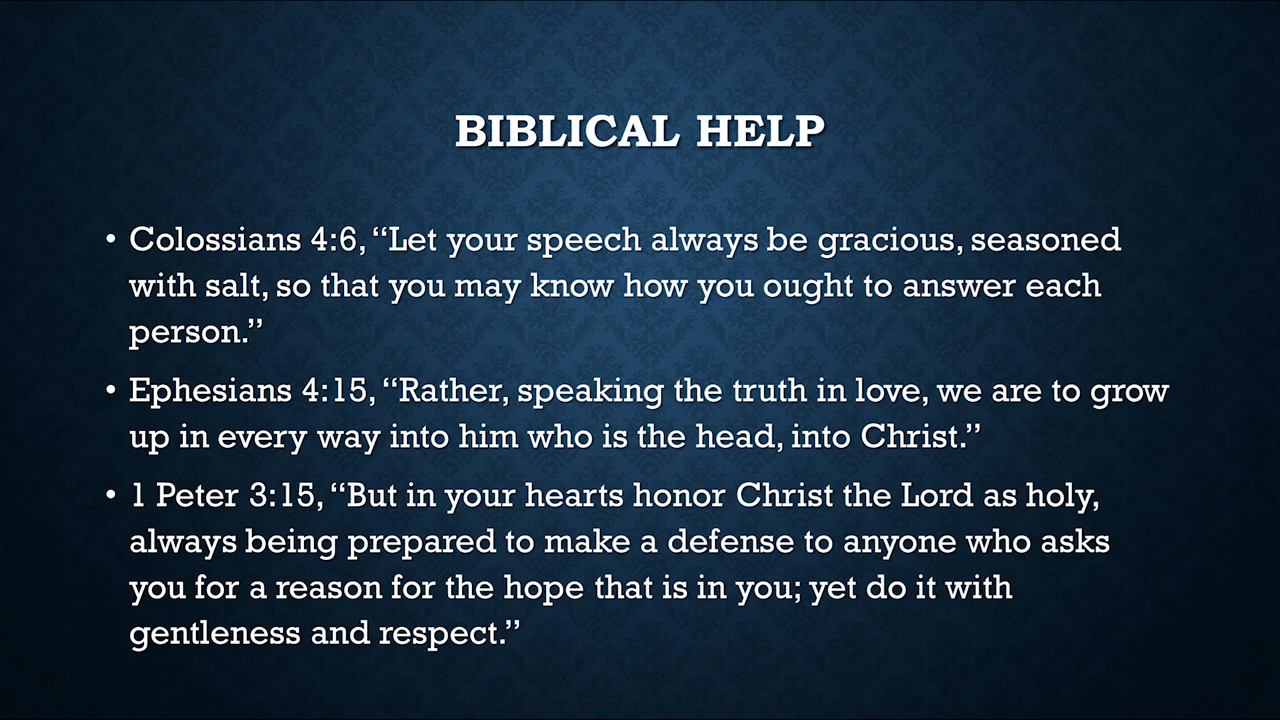 BIBLICAL HELP
• Colossians 4:6, “Let your speech always be gracious, seasoned
with salt, so that you may know how you ought to answer each
person.”
• Ephesians 4:15, “Rather, speaking the truth in love, we are to grow
up in every way into him who is the head, into Christ.”
• 1 Peter 3:15, “But in your hearts honor Christ the Lord as holy,
always being prepared to make a defense to anyone who asks
you for a reason for the hope that is in you; yet do it with
gentleness and respect.”